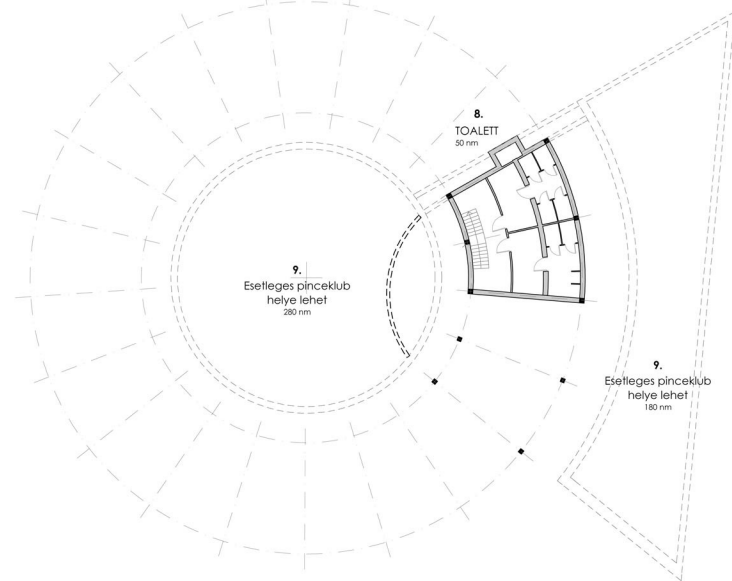 8.
TOALETT
50 nm
9.
Esetleges pinceklub
helye lehet
280 nm
9.
Esetleges pinceklub
helye lehet
180 nm